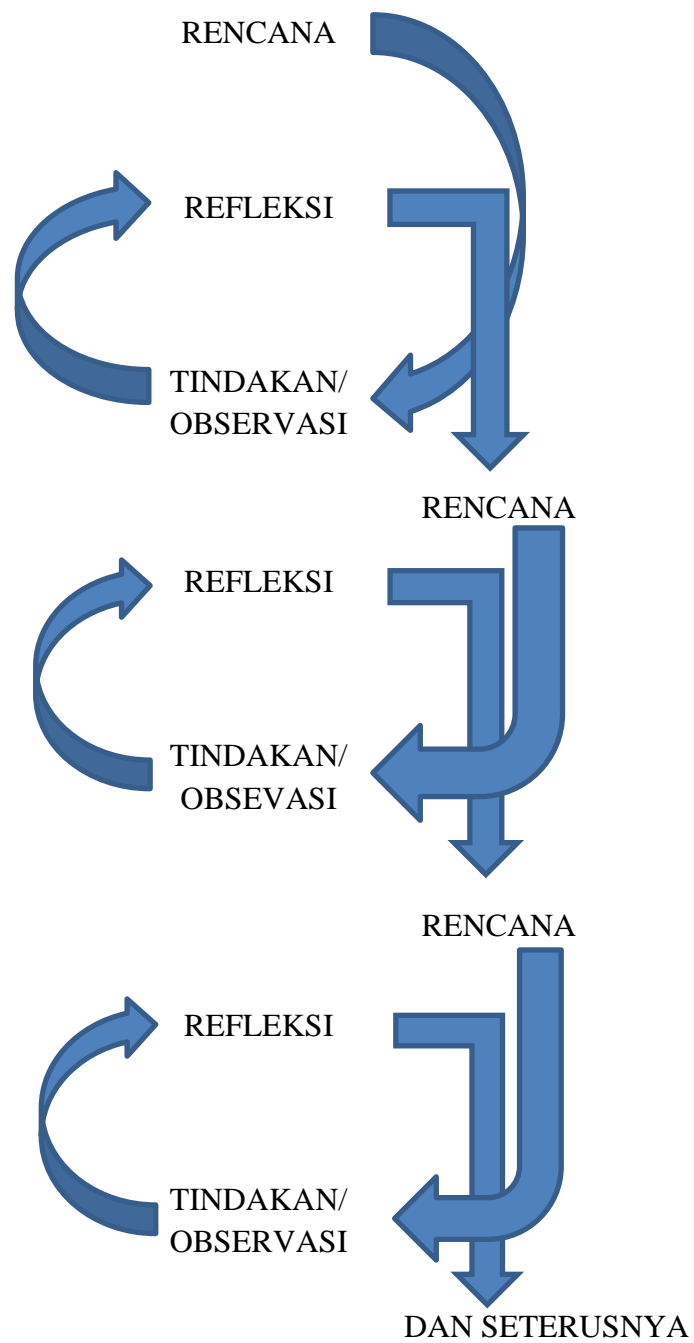 RENCANA
REFLEKSI
TINDAKAN/
OBSERVASI
RENCANA
REFLEKSI
TINDAKAN/
OBSEVASI
RENCANA
REFLEKSI
TINDAKAN/
OBSERVASI
DAN SETERUSNYA